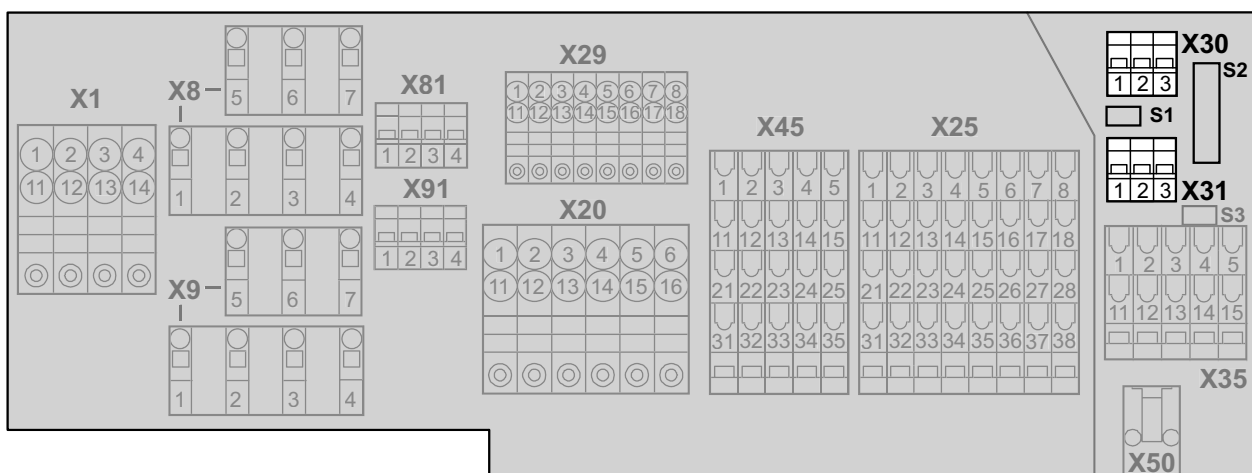 X1
1 2 3 4
11 12 13 14
X8
5 6 7
1 2 3 4
X9
5 6 7
1 2 3 4
X81
1 2 3 4
X91
1 2 3 4
X29
1 2 3 4 5 6 7 8
11 12 13 14 15 16 17 18
X20
1 2 3 4 5 6
11 12 13 14 15 16
X45
1 2 3 4 5
11 12 13 14 15
21 22 23 24 25
31 32 33 34 35
X25
1 2 3 4 5 6 7 8
11 12 13 14 15 16 17 18
21 22 23 24 25 26 27 28
31 32 33 34 35 36 37 38
X30
1 2 3
S2
S1
1 2 3
X31
S3
1 2 3 4 5
11 12 13 14 15
X35
X50